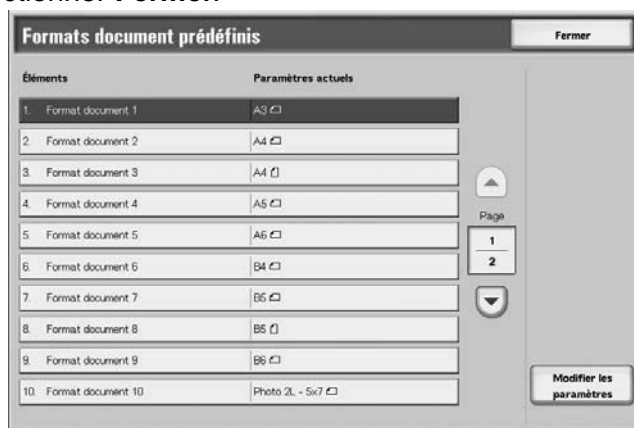 Formats document prédéfinis
Fermer
Éléments Paramètres actuels
1. Format document 1 A3
2. Format document 2 A4
3. Format document 3 A4
4. Format document 4 A5
5. Format document 5 A6
6. Format document 6 B4
7. Format document 7 B5
8. Format document 8 B5
9. Format document 9 B6
10. Format document 10 Photo 2L - 5x7
Page
1
2
Modifier les
paramètres